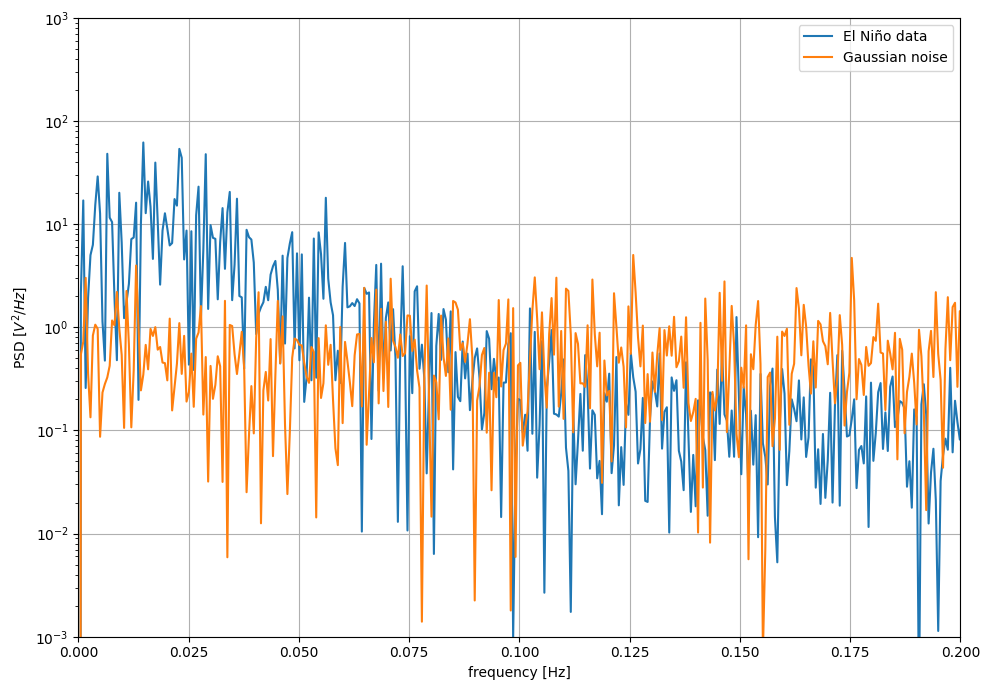 El Niño data
Gaussian noise
PSD [V²/Hz]
10³
10²
10¹
10⁰
10⁻¹
10⁻²
10⁻³
0.000 0.025 0.050 0.075 0.100 0.125 0.150 0.175 0.200
frequency [Hz]